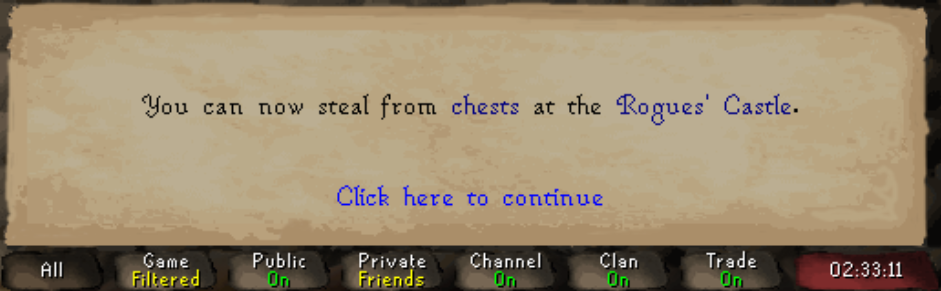 You can now steal from chests at the Rogues' Castle.
Click here to continue
All
Game
Filtered
Public
On
Private
Friends
Channel
On
Clan
On
Trade
On
02:33:11